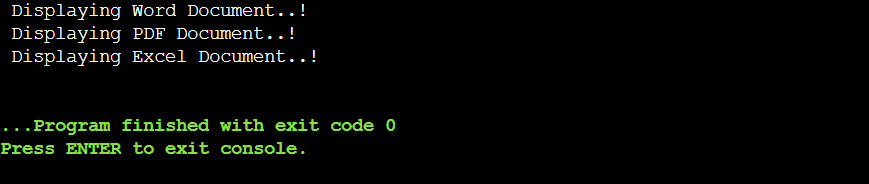 Displaying Word Document..!
Displaying PDF Document..!
Displaying Excel Document..!
...Program finished with exit code 0
Press ENTER to exit console.